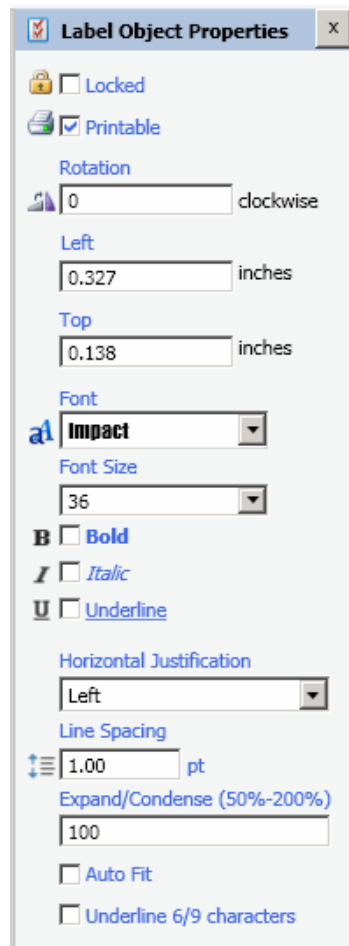 Label Object Properties x
Locked
Printable
Rotation
0 clockwise
Left
0.327 inches
Top
0.138 inches
Font
Impact
Font Size
36
B Bold
I Italic
U Underline
Horizontal Justification
Left
Line Spacing
1.00 pt
Expand/Condense (50%-200%)
100
Auto Fit
Underline 6/9 characters